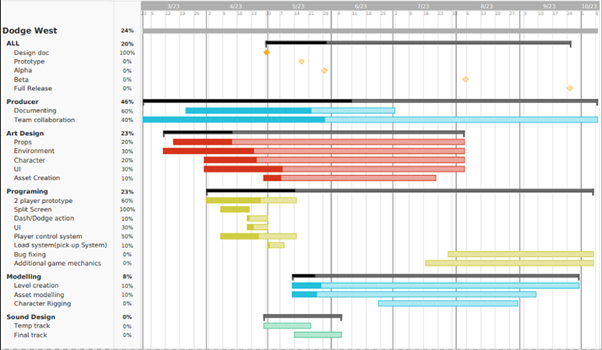 3/23 4/23 5/23 6/23 7/23 8/23 9/23 10/23
Dodge West 24%
ALL 20%
Design doc 100%
Prototype 0%
Alpha 0%
Beta 0%
Full Release 0%
Producer 46%
Documenting 60%
Team collaboration 40%
Art Design 23%
Props 20%
Environment 30%
Character 20%
UI 30%
Asset Creation 10%
Programing 23%
2 player prototype 60%
Split Screen 100%
Dash/Dodge action 10%
UI 30%
Player control system 50%
Load system(pick up System) 10%
Bug fixing 0%
Additional game mechanics 0%
Modelling 8%
Level creation 10%
Asset modelling 10%
Character Rigging 0%
Sound Design 0%
Temp track 0%
Final track 0%